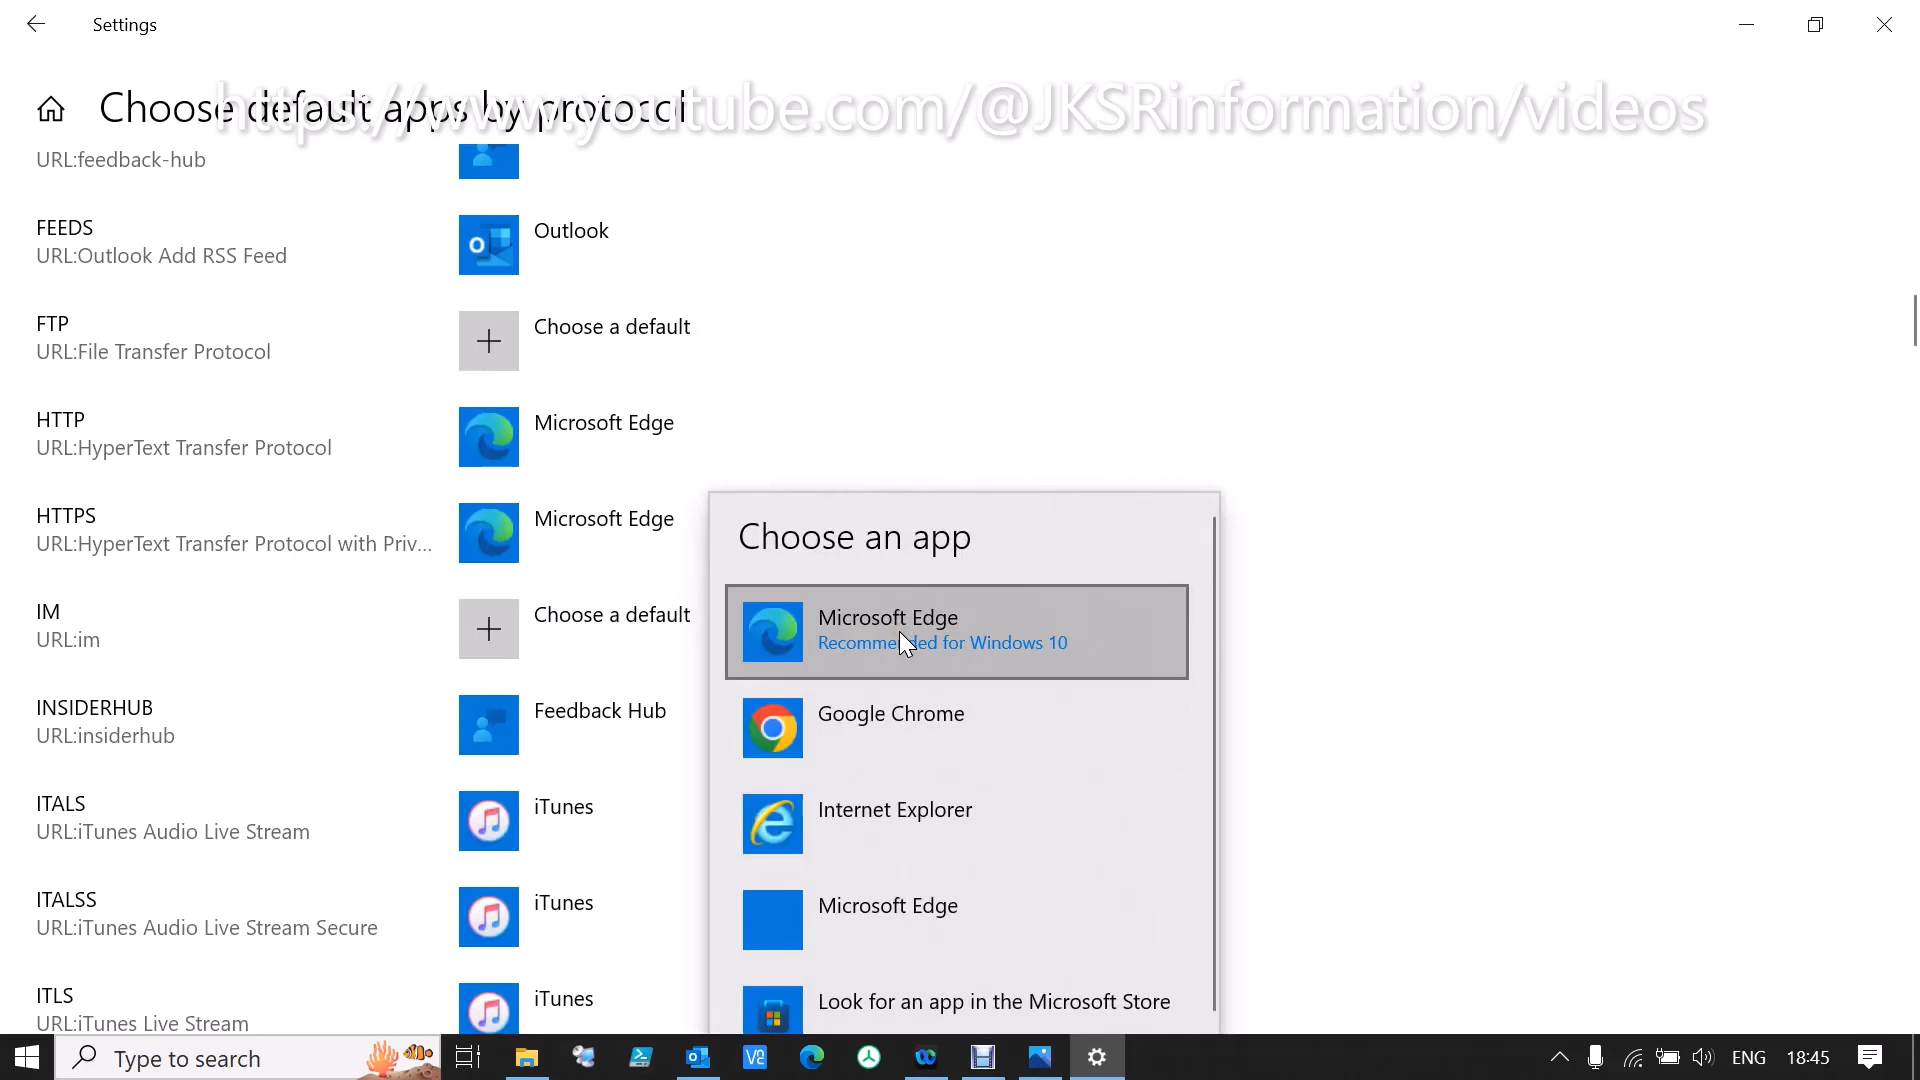 Settings
Choose default apps by protocol
https://www.youtube.com/@JKSRinformation/videos
URL:feedback-hub
FEEDS
URL:Outlook Add RSS Feed
Outlook
FTP
URL:File Transfer Protocol
Choose a default
HTTP
URL:HyperText Transfer Protocol
Microsoft Edge
HTTPS
URL:HyperText Transfer Protocol with Priv...
Microsoft Edge
IM
URL:im
Choose a default
INSIDERHUB
URL:insiderhub
Feedback Hub
ITALS
URL:iTunes Audio Live Stream
iTunes
ITALSS
URL:iTunes Audio Live Stream Secure
iTunes
ITLS
URL:iTunes Live Stream
iTunes
Choose an app
Microsoft Edge
Recommended for Windows 10
Google Chrome
Internet Explorer
Microsoft Edge
Look for an app in the Microsoft Store
Type to search
ENG
18:45